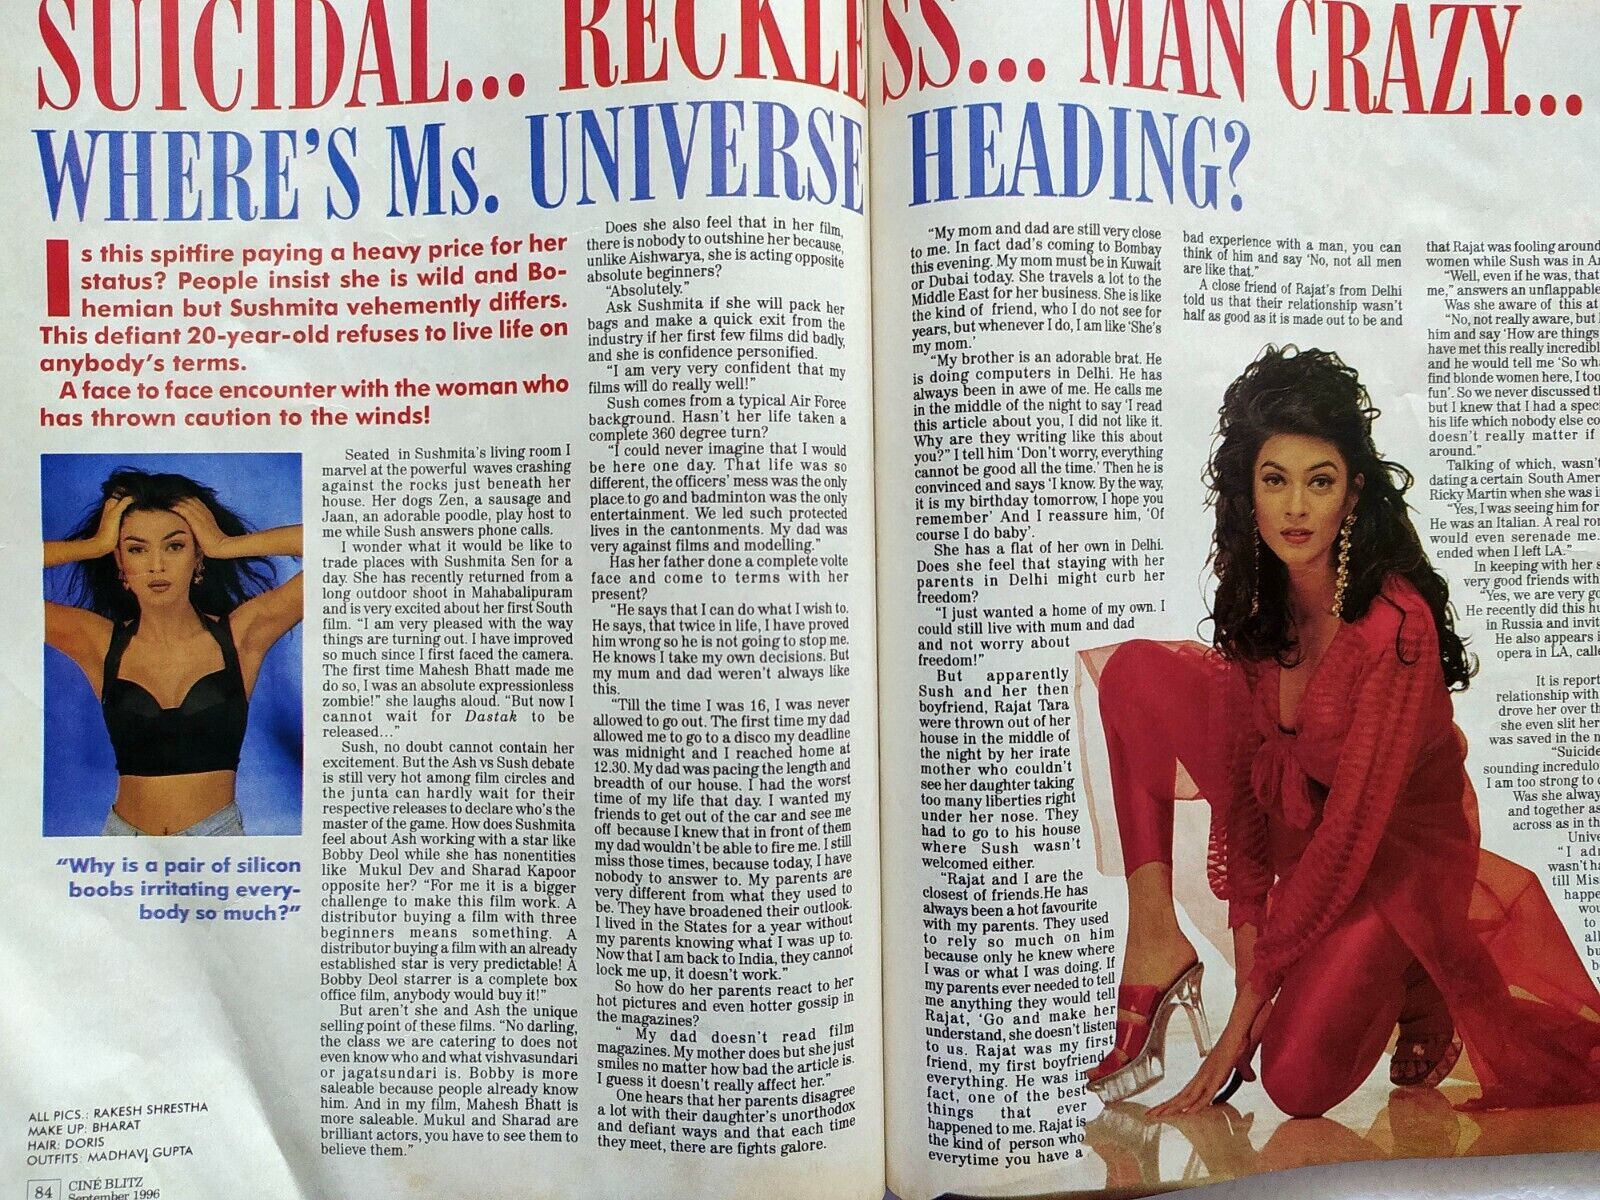 SUICIDAL... RECKLESS... MAN CRAZY...
WHERE'S Ms. UNIVERSE HEADING?
Is this spitfire paying a heavy price for her
status? People insist she is wild and Bo-
hemian but Sushmita vehemently differs.
This defiant 20-year-old refuses to live life on
anybody's terms.
A face to face encounter with the woman who
has thrown caution to the winds!
"Why is a pair of silicon
boobs irritating every-
body so much?"
ALL PICS.: RAKESH SHRESTHA
MAKE UP: BHARAT
HAIR: DORIS
OUTFITS: MADHAVI GUPTA
84 CINÉ BLITZ
September 1996
Seated in Sushmita's living room I
marvel at the powerful waves crashing
against the rocks just beneath her
house. Her dogs Zen, a sausage and
Jaan, an adorable poodle, play host to
me while Sush answers phone calls.
I wonder what it would be like to
trade places with Sushmita Sen for a
day. She has recently returned from a
long outdoor shoot in Mahabalipuram
and is very excited about her first South
film. "I am very pleased with the way
things are turning out. I have improved
so much since I first faced the camera.
The first time Mahesh Bhatt made me
do so, I was an absolute expressionless
zombie!" she laughs aloud. "But now I
cannot wait for Dastak to be
released..."
Sush, no doubt cannot contain her
excitement. But the Ash vs Sush debate
is still very hot among film circles and
the junta can hardly wait for their
respective releases to declare who's the
master of the game. How does Sushmita
feel about Ash working with a star like
Bobby Deol while she has nonentities
like Mukul Dev and Sharad Kapoor
opposite her? "For me it is a bigger
challenge to make this film work. A
distributor buying a film with three
beginners means something. A
distributor buying a film with an already
established star is very predictable! A
Bobby Deol starrer is a complete box
office film, anybody would buy it!"
But aren't she and Ash the unique
selling point of these films. "No darling,
the class we are catering to does not
even know who and what vishvasundari
or jagatsundari is. Bobby is more
saleable because people already know
him. And in my film, Mahesh Bhatt is
more saleable. Mukul and Sharad are
brilliant actors, you have to see them to
believe them."
Does she also feel that in her film,
there is nobody to outshine her because,
unlike Aishwarya, she is acting opposite
absolute beginners?
"Absolutely."
Ask Sushmita if she will pack her
bags and make a quick exit from the
industry if her first few films did badly,
and she is confidence personified.
"I am very very confident that my
films will do really well!"
Sush comes from a typical Air Force
background. Hasn't her life taken a
complete 360 degree turn?
"I could never imagine that I would
be here one day. That life was so
different, the officers' mess was the only
place to go and badminton was the only
entertainment. We led such protected
lives in the cantonments. My dad was
very against films and modelling."
Has her father done a complete volte
face and come to terms with her
present?
"He says that I can do what I wish to.
He says, that twice in life, I have proved
him wrong so he is not going to stop me.
He knows I take my own decisions. But
my mum and dad weren't always like
this.
"Till the time I was 16, I was never
allowed to go out. The first time my dad
allowed me to go to a disco my deadline
was midnight and I reached home at
12.30. My dad was pacing the length and
breadth of our house. I had the worst
time of my life that day. I wanted my
friends to get out of the car and see me
off because I knew that in front of them
my dad wouldn't be able to fire me. I still
miss those times, because today, I have
nobody to answer to. My parents are
very different from what they used to
be. They have broadened their outlook.
I lived in the States for a year without
my parents knowing what I was up to.
Now that I am back to India, they cannot
lock me up, it doesn't work."
So how do her parents react to her
hot pictures and even hotter gossip in
the magazines?
" My dad doesn't read film
magazines. My mother does but she just
smiles no matter how bad the article is.
I guess it doesn't really affect her."
One hears that her parents disagree
a lot with their daughter's unorthodox
and defiant ways and that each time
they meet, there are fights galore.
"My mom and dad are still very close
to me. In fact dad's coming to Bombay
this evening. My mom must be in Kuwait
or Dubai today. She travels a lot to the
Middle East for her business. She is like
the kind of friend, who I do not see for
years, but whenever I do, I am like 'She's
my mom.'
"My brother is an adorable brat. He
is doing computers in Delhi. He has
always been in awe of me. He calls me
in the middle of the night to say 'I read
this article about you, I did not like it.
Why are they writing like this about
you?" I tell him 'Don't worry, everything
cannot be good all the time.' Then he is
convinced and says 'I know. By the way,
it is my birthday tomorrow, I hope you
remember' And I reassure him, 'Of
course I do baby'.
She has a flat of her own in Delhi.
Does she feel that staying with her
parents in Delhi might curb her
freedom?
"I just wanted a home of my own. I
could still live with mum and dad
and not worry about
freedom!"
But apparently
Sush and her then
boyfriend, Rajat Tara
were thrown out of her
house in the middle of
the night by her irate
mother who couldn't
see her daughter taking
too many liberties right
under her nose. They
had to go to his house
where Sush wasn't
welcomed either.
"Rajat and I are the
closest of friends.He has
always been a hot favourite
with my parents. They used
to rely so much on him
because only he knew where
I was or what I was doing. If
my parents ever needed to tell
me anything they would tell
Rajat, 'Go and make her
understand, she doesn't listen
to us. Rajat was my first
friend, my first boyfriend,
everything. He was in
fact, one of the best
things that ever
happened to me. Rajat is
the kind of person who
everytime you have a
bad experience with a man, you can
think of him and say 'No, not all men
are like that."
A close friend of Rajat's from Delhi
told us that their relationship wasn't
half as good as it is made out to be and
that Rajat was fooling around
women while Sush was in
"Well, even if he was, that
me," answers an unflappable
Was she aware of this at
"No, not really aware, but
him and say 'How are things
have met this really
and he would tell me 'So
find blonde women here, I too
fun'. So we never discussed
but I knew that I had a
his life which nobody else
doesn't really matter if
around."
Talking of which, wasn't
dating a certain South
Ricky Martin when she was
"Yes, I was seeing him for
He was an Italian. A real
would even serenade me.
ended when I left LA."
In keeping with her
very good friends with
"Yes, we are very
He recently did this
in Russia and
He also appears
opera in LA,
It is
relationship with
drove her over
she even slit her
was saved in the
"Suicide
sounding
I am too strong to
Was she
and together as
across as in
"I
wasn't
till
to